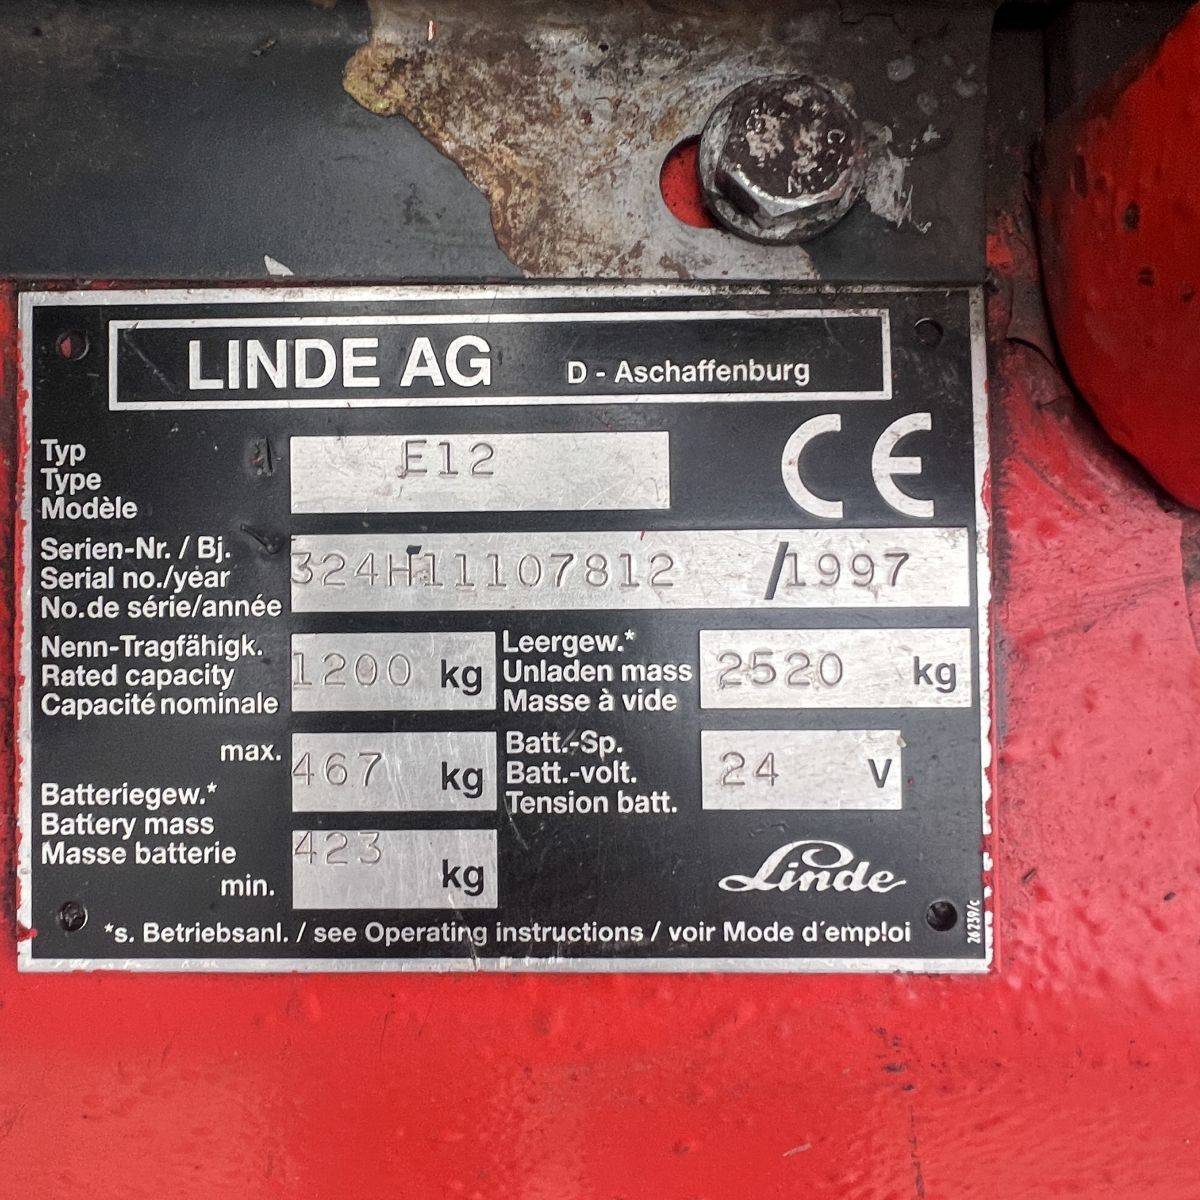 LINDE AG D - Aschaffenburg
Typ
Type
Modèle
E12
CE
Serien-Nr. / Bj.
Serial no./year
No.de série/année
324H11107812 /1997
Nenn-Tragfähigk.
Rated capacity
Capacité nominale
1200 kg
Leergew.*
Unladen mass
Masse à vide
2520 kg
Batteriegew.*
Battery mass
Masse batterie
max.
467 kg
min.
423 kg
Batt.-Sp.
Batt.-volt.
Tension batt.
24 V
Linde
*s. Betriebsanl. / see Operating instructions / voir Mode d'emploi
26239/c